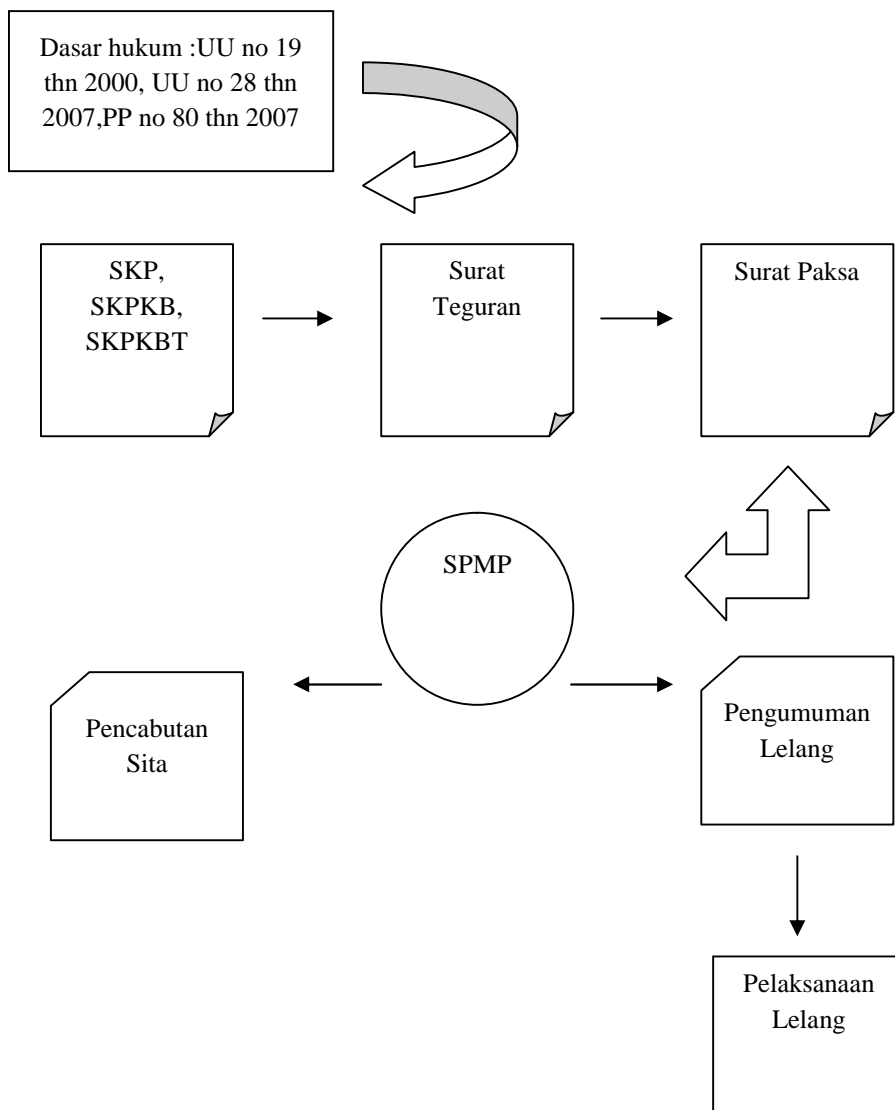 Dasar hukum :UU no 19
thn 2000, UU no 28 thn
2007,PP no 80 thn 2007
SKP,
SKPKB,
SKPKBT
Surat
Teguran
Surat Paksa
SPMP
Pencabutan
Sita
Pengumuman
Lelang
Pelaksanaan
Lelang